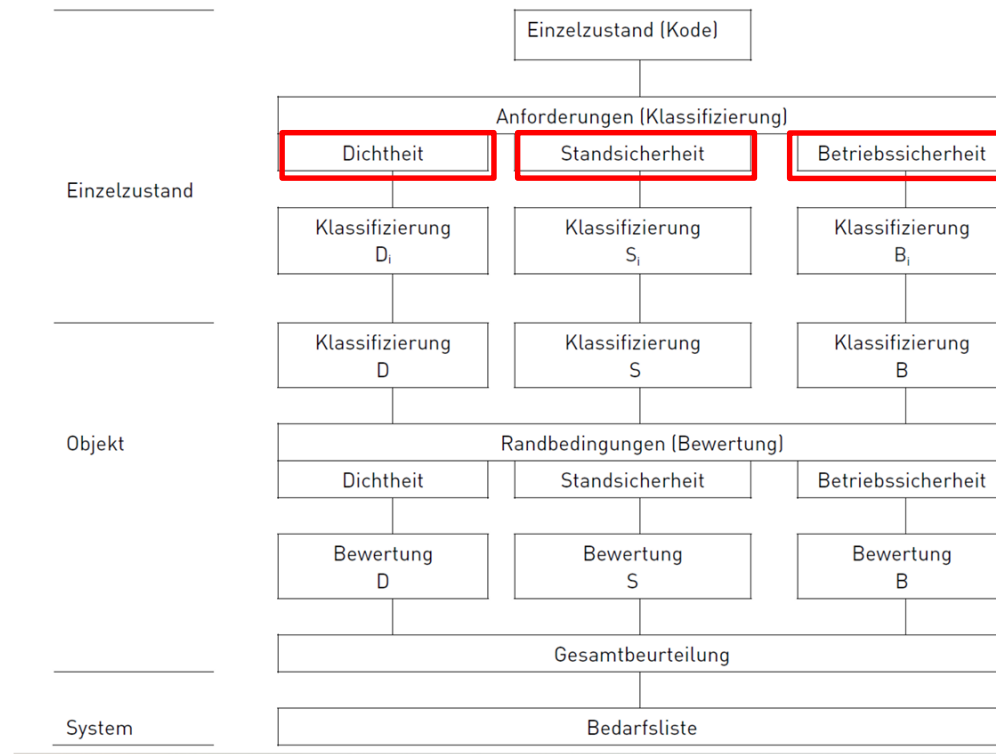 Einzelzustand (Kode)
Anforderungen (Klassifizierung)
Dichtheit
Standsicherheit
Betriebssicherheit
Einzelzustand
Klassifizierung
Dᵢ
Klassifizierung
Sᵢ
Klassifizierung
Bᵢ
Klassifizierung
D
Klassifizierung
S
Klassifizierung
B
Objekt
Randbedingungen (Bewertung)
Dichtheit
Standsicherheit
Betriebssicherheit
Bewertung
D
Bewertung
S
Bewertung
B
Gesamtbeurteilung
System
Bedarfsliste